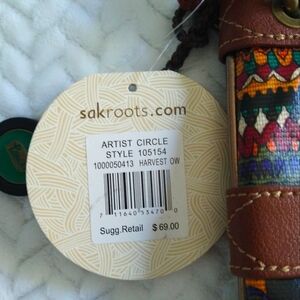 sakroots.com
ARTIST CIRCLE
STYLE 105154
1000050413 HARVEST OW
7 11640 53470 0
Sugg.Retail $69.00